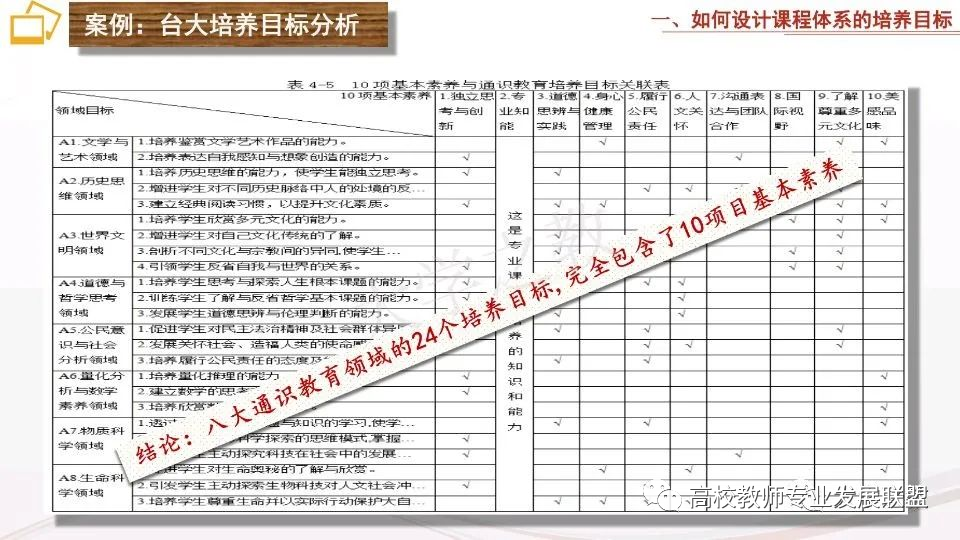 案例：台大培养目标分析
一、如何设计课程体系的培养目标
表 4-5 10 项基本素养与通识教育培养目标关联表
领域目标
10 项基本素养
1.独立思考与创新
2.专业知能
3.道德思辨与实践
4.身心健康管理
5.履行公民责任
6.人文关怀
7.沟通表达与团队合作
8.国际视野
9.了解尊重多元文化
10.美感品味
A1.文学与艺术领域
1.培养鉴赏文学艺术作品的能力。
2.培养表达自我感知与想象创造的能力。
A2.历史思维领域
1.培养历史思维的能力，使学生能独立思考。
2.增进学生对不同历史脉络中人的处境的反…
3.建立经典阅读习惯，以提升文化素质。
A3.世界文明领域
1.培养学生欣赏多元文化的能力。
2.增进学生对自己文化传统的了解。
3.剖析不同文化与宗教间的异同,使学生…
4.引领学生反省自我与世界的关系。
A4.道德与哲学思考领域
1.培养学生思考与探索人生根本课题的能力。
2.训练学生了解与反省哲学基本课题的能力。
3.发展学生道德思辨与伦理判断的能力。
A5.公民意识与社会分析领域
1.促进学生对民主法治精神及社会群体异
2.发展关怀社会、造福人类的使命
3.培养履行公民责任的态度及
A6.量化分析与数学素养领域
1.培养量化推理的能力
2.建立数学的思
3.培养欣赏
A7.物质科学领域
1.透过
与知识的学习,使学…
科学探索的思维模式,掌握…
主动探究科技在社会中的发展…
A8.生命科学领域
进学生对生命奥秘的了解与欣赏。
2.引发学生主动探索生物科技对人文社会冲…
3.培养学生尊重生命并以实际行动保护大自…
这是专业课
养的知识和能力
结论：八大通识教育领域的24个培养目标,完全包含了10项目基本素养
高校教师专业发展联盟